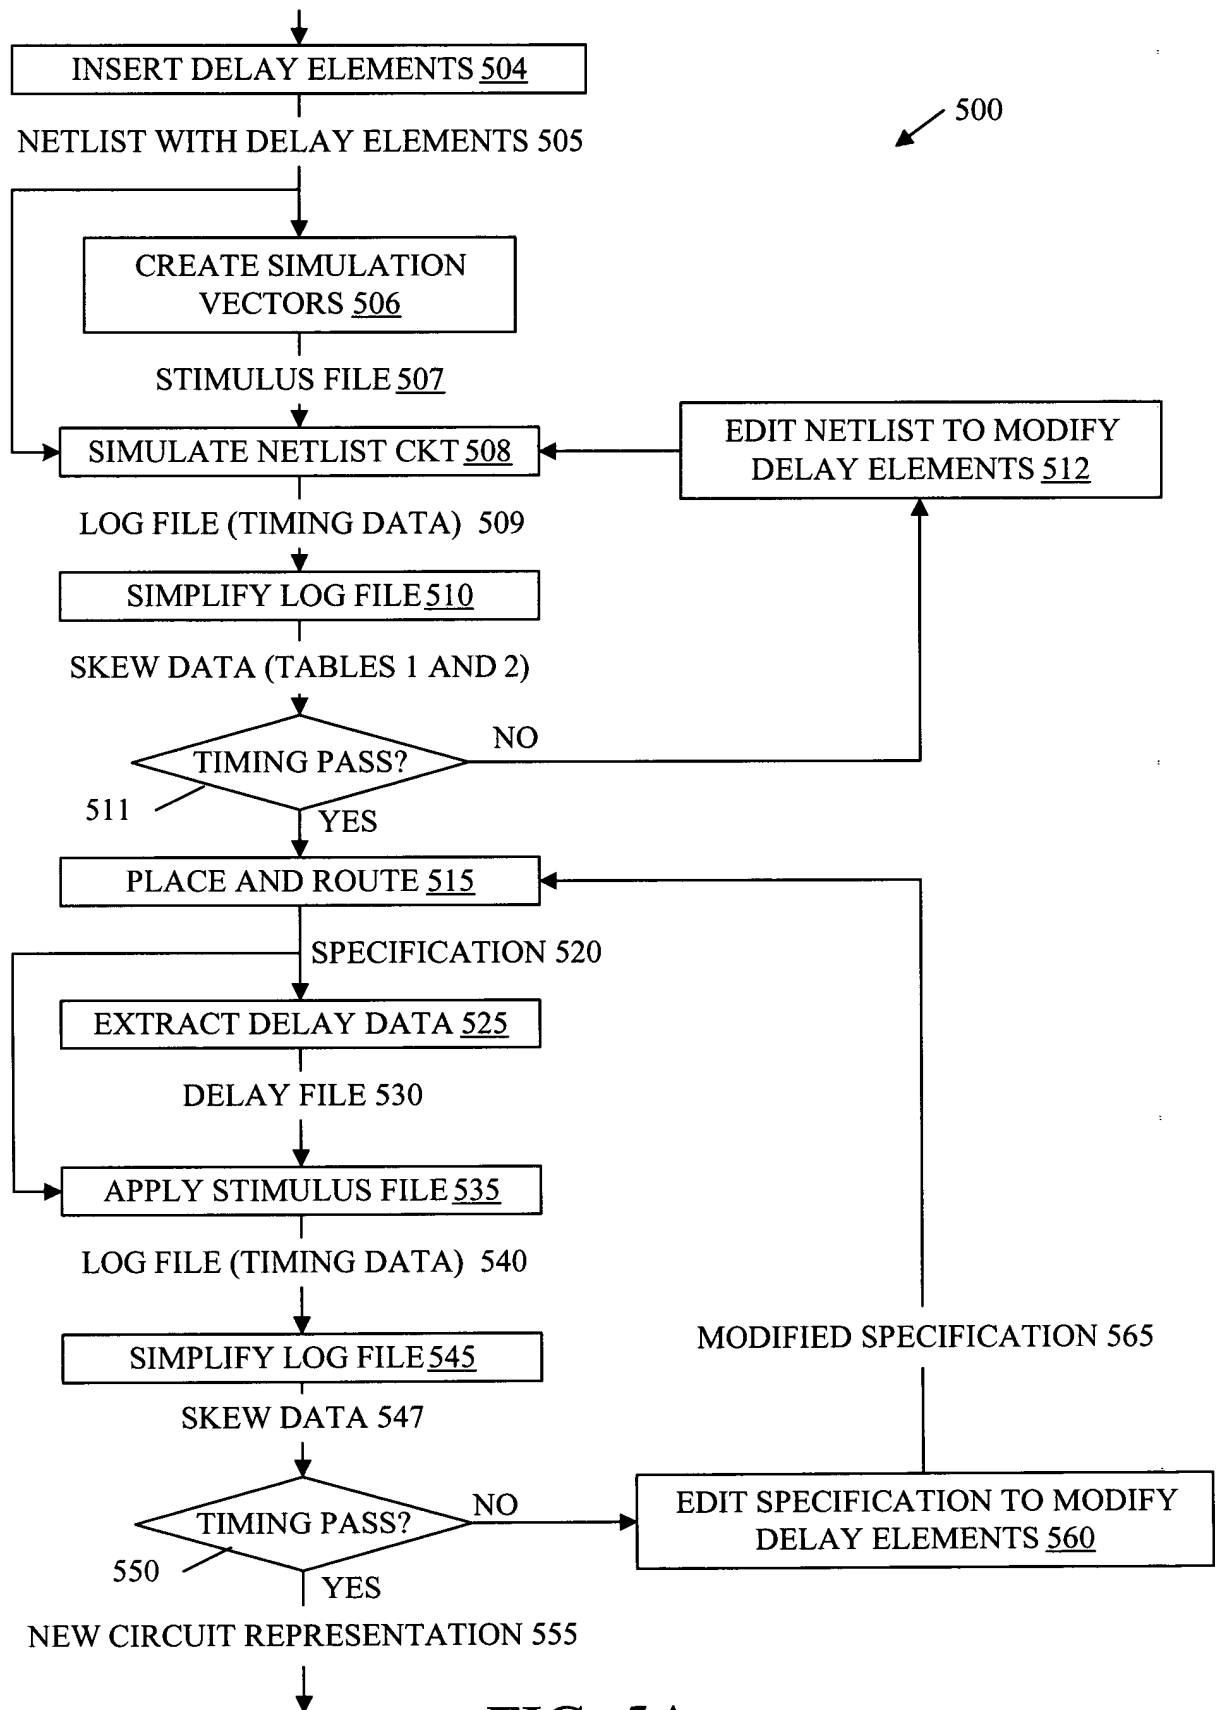 INSERT DELAY ELEMENTS 504
500
NETLIST WITH DELAY ELEMENTS 505
CREATE SIMULATION
VECTORS 506
STIMULUS FILE 507
SIMULATE NETLIST CKT 508
EDIT NETLIST TO MODIFY
DELAY ELEMENTS 512
LOG FILE (TIMING DATA) 509
SIMPLIFY LOG FILE 510
SKEW DATA (TABLES 1 AND 2)
TIMING PASS?
NO
511
YES
PLACE AND ROUTE 515
SPECIFICATION 520
EXTRACT DELAY DATA 525
DELAY FILE 530
APPLY STIMULUS FILE 535
LOG FILE (TIMING DATA) 540
MODIFIED SPECIFICATION 565
SIMPLIFY LOG FILE 545
SKEW DATA 547
TIMING PASS?
NO
EDIT SPECIFICATION TO MODIFY
DELAY ELEMENTS 560
550
YES
NEW CIRCUIT REPRESENTATION 555